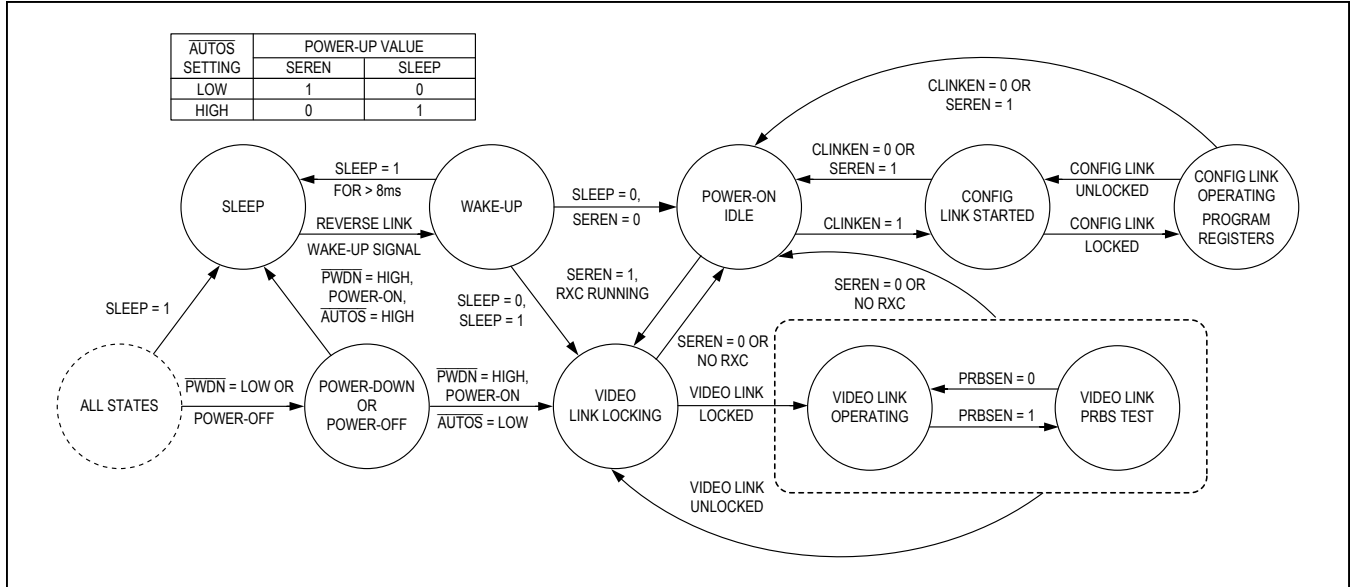 AUTOS SETTING
POWER-UP VALUE
SEREN
SLEEP
LOW
1
0
HIGH
0
1
CLINKEN = 0 OR
SEREN = 1
SLEEP
SLEEP = 1
FOR > 8ms
REVERSE LINK
WAKE-UP SIGNAL
WAKE-UP
SLEEP = 0,
SEREN = 0
POWER-ON
IDLE
CLINKEN = 0 OR
SEREN = 1
CLINKEN = 1
CONFIG
LINK STARTED
CONFIG LINK
UNLOCKED
CONFIG LINK
LOCKED
CONFIG LINK
OPERATING
PROGRAM
REGISTERS
SLEEP = 1
PWDN = HIGH,
POWER-ON,
AUTOS = HIGH
SLEEP = 0,
SLEEP = 1
SEREN = 1,
RXC RUNNING
SEREN = 0 OR
NO RXC
SEREN = 0 OR
NO RXC
ALL STATES
PWDN = LOW OR
POWER-OFF
POWER-DOWN
OR
POWER-OFF
PWDN = HIGH,
POWER-ON
AUTOS = LOW
VIDEO
LINK LOCKING
VIDEO LINK
LOCKED
VIDEO LINK
OPERATING
PRBSEN = 0
PRBSEN = 1
VIDEO LINK
PRBS TEST
VIDEO LINK
UNLOCKED